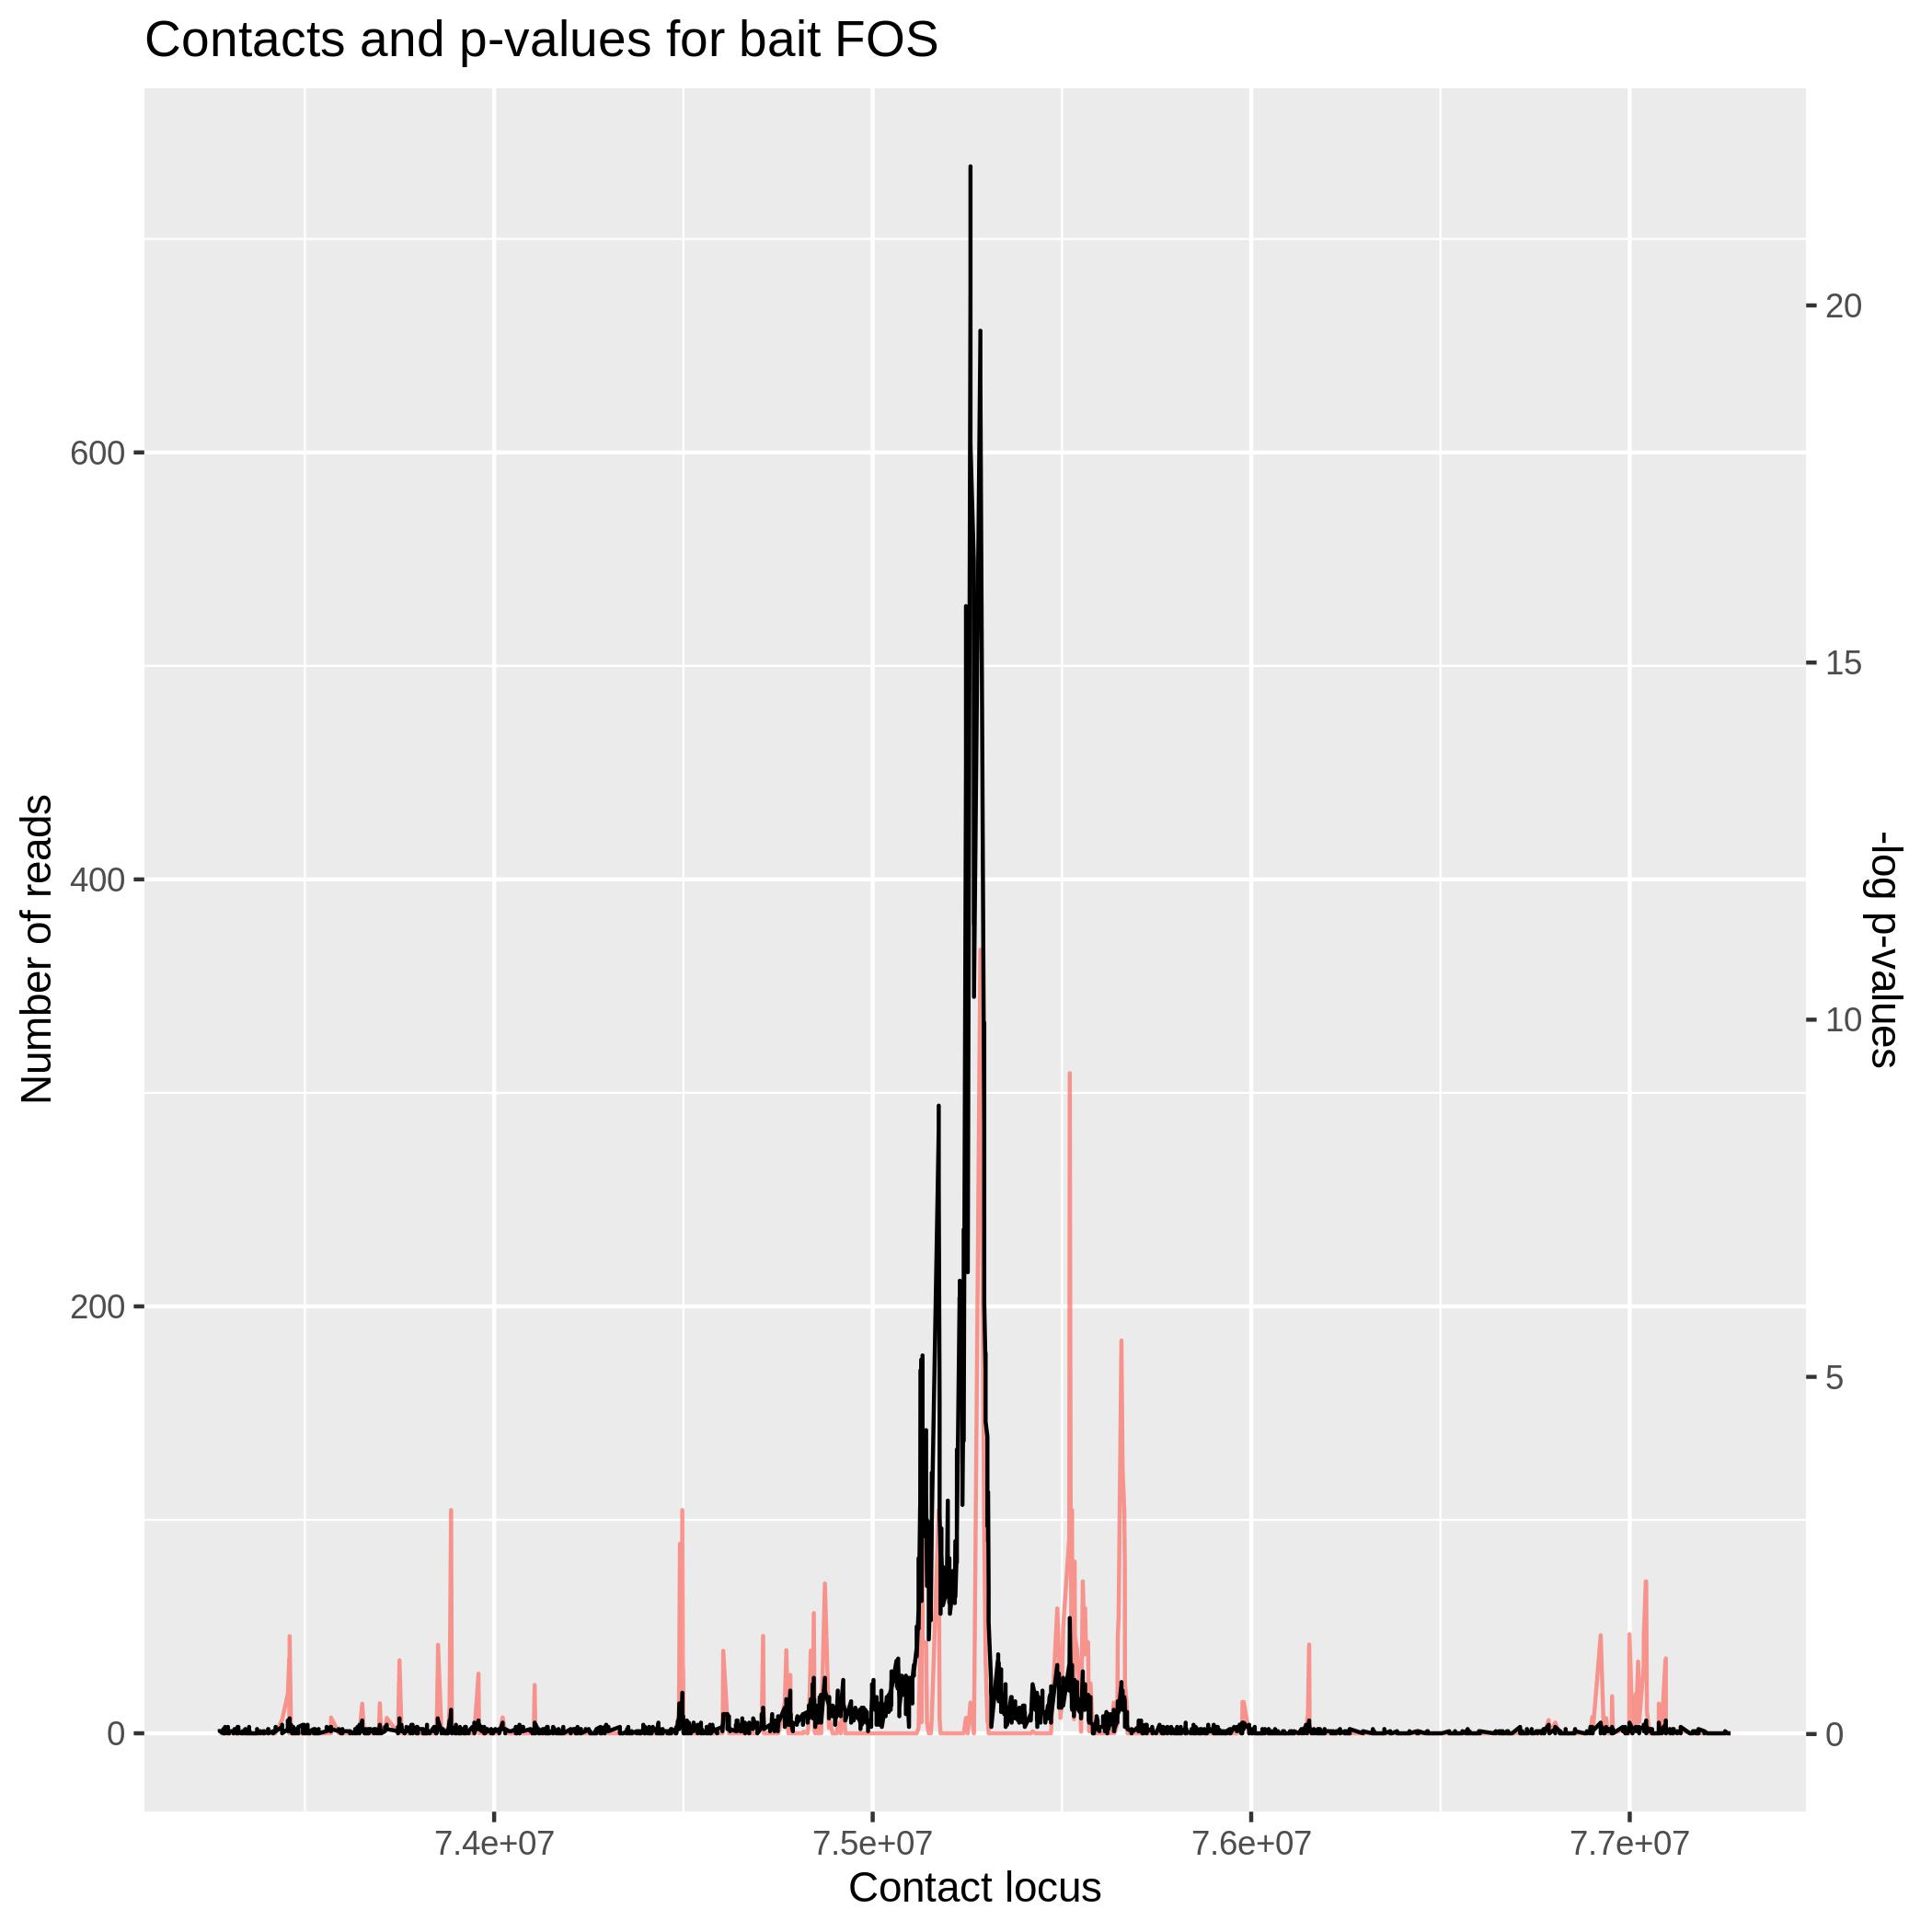 Contacts and p-values for bait FOS
600
400
200
0
Number of reads
20
15
10
5
0
-log p-values
7.4e+07 7.5e+07 7.6e+07 7.7e+07
Contact locus